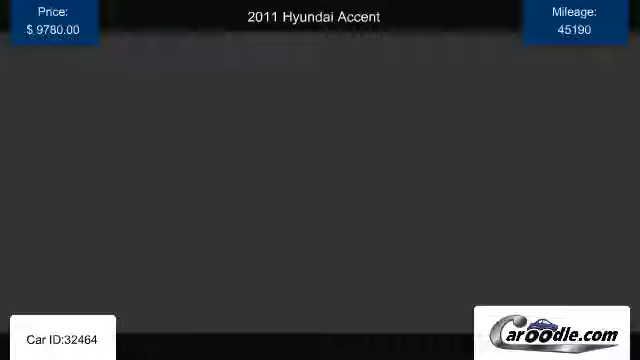 Price:
$ 9780.00
2011 Hyundai Accent
Mileage:
45190
Car ID:32464
Caroodle.com